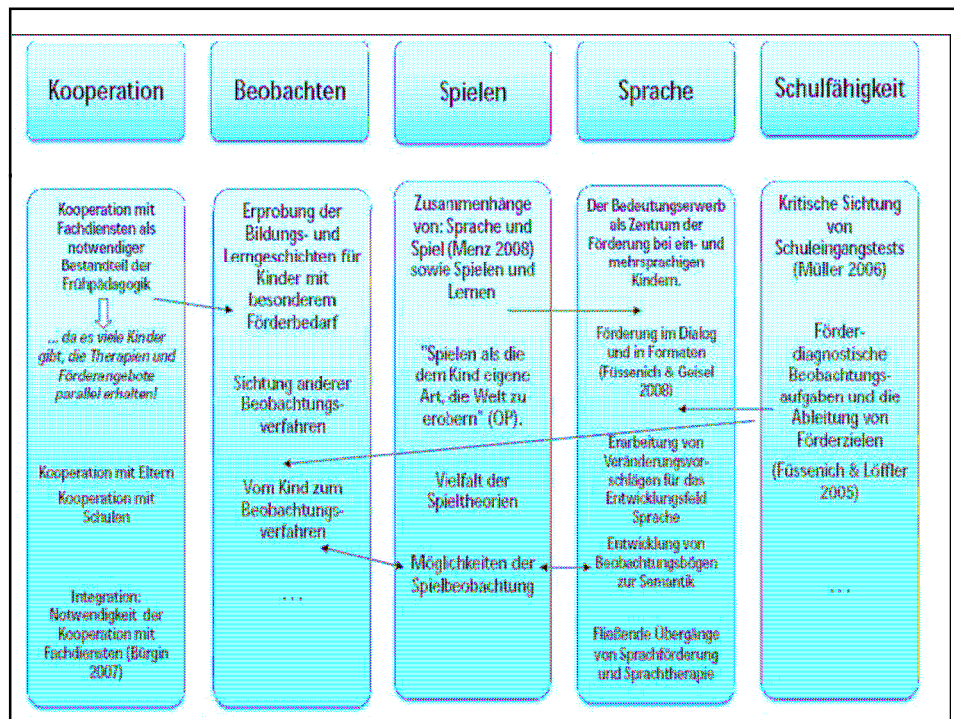 Kooperation
Beobachten
Spielen
Sprache
Schulfähigkeit
Kooperation mit
Fachdiensten als
notwendiger
Bestandteil der
Frühpädagogik
... da es viele Kinder
gibt, die Therapien und
Förderangebote
parallel erhalten!
Kooperation mit Eltern
Kooperation mit
Schulen
Integration:
Notwendigkeit der
Kooperation mit
Fachdiensten (Bürgin
2007)
Erprobung der
Bildungs- und
Lerngeschichten für
Kinder mit
besonderem
Förderbedarf
Sichtung anderer
Beobachtungs-
verfahren
Vom Kind zum
Beobachtungs-
verfahren
...
Zusammenhänge
von: Sprache und
Spiel (Menz 2008)
sowie Spielen und
Lernen
"Spielen als die
dem Kind eigene
Art, die Welt zu
erobern" (OP).
Vielfalt der
Spieltheorien
Möglichkeiten der
Spielbeobachtung
Der Bedeutungserwerb
als Zentrum der
Förderung bei ein- und
mehrsprachigen
Kindern.
Förderung im Dialog
und in Formaten
(Füssenich & Geisel
2008)
Erarbeitung von
Veränderungsvor-
schlägen für das
Entwicklungsfeld
Sprache
Entwicklung von
Beobachtungsbögen
zur Semantik
Fließende Übergänge
von Sprachförderung
und Sprachtherapie
Kritische Sichtung
von
Schuleingangstests
(Müller 2006)
Förder-
diagnostische
Beobachtungs-
aufgaben und die
Ableitung von
Förderzielen
(Füssenich & Löffler
2005)
...